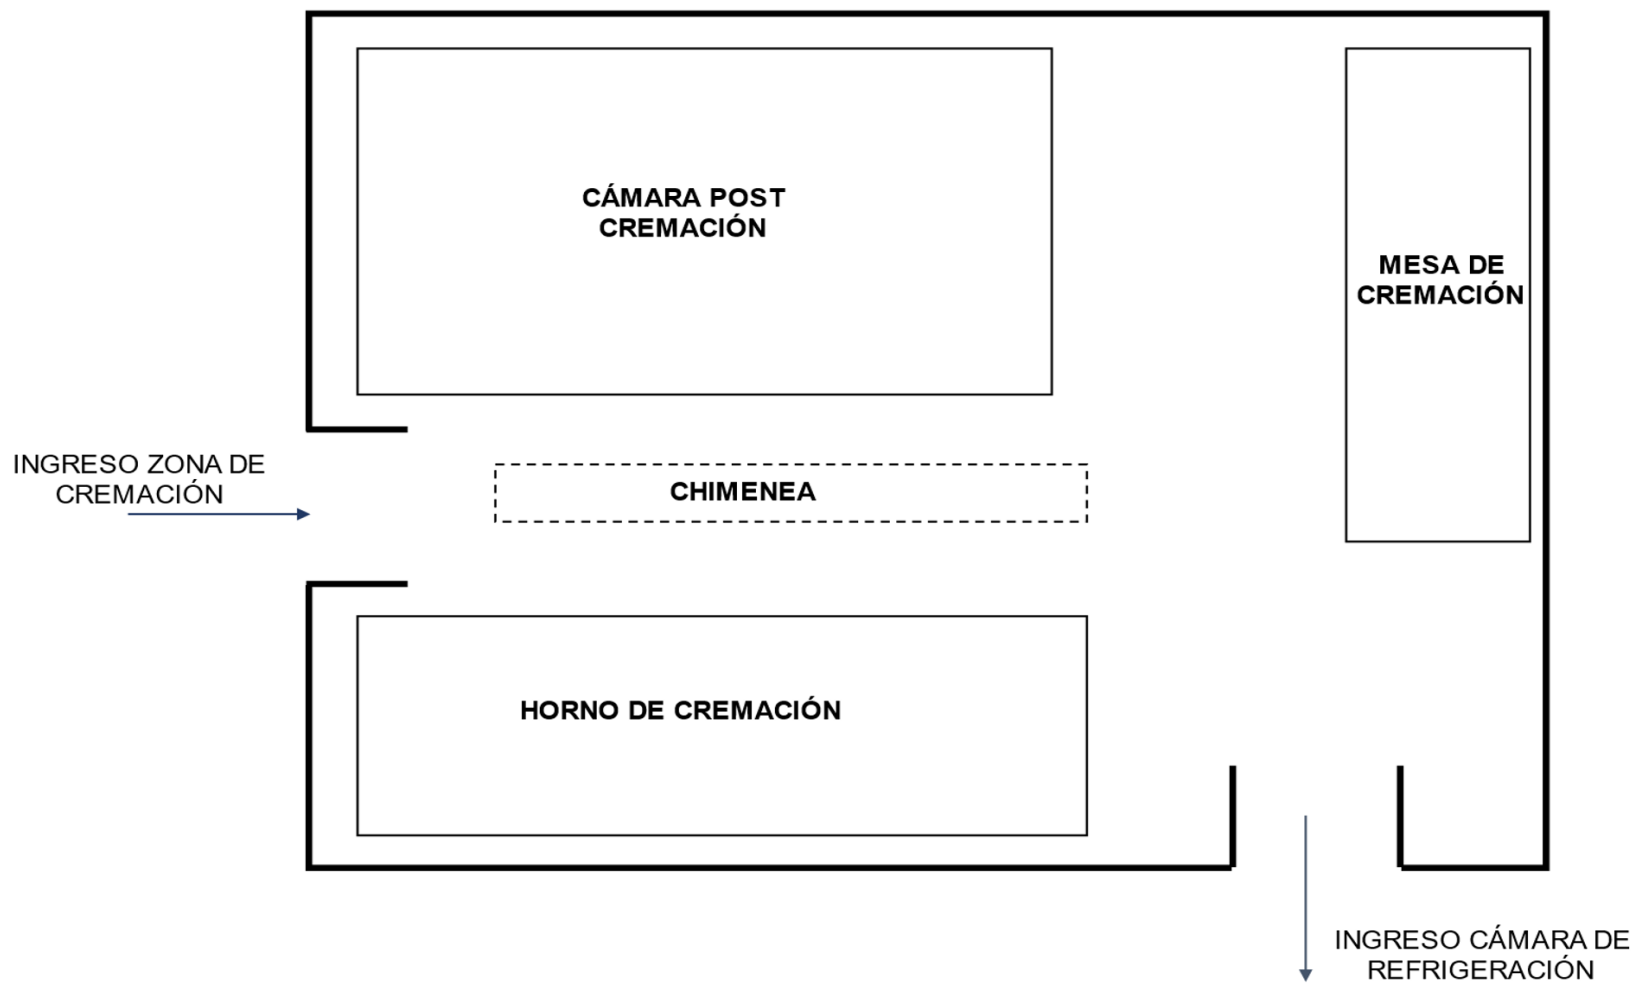 CÁMARA POST
CREMACIÓN
MESA DE
CREMACIÓN
INGRESO ZONA DE
CREMACIÓN
CHIMENEA
HORNO DE CREMACIÓN
INGRESO CÁMARA DE
REFRIGERACIÓN